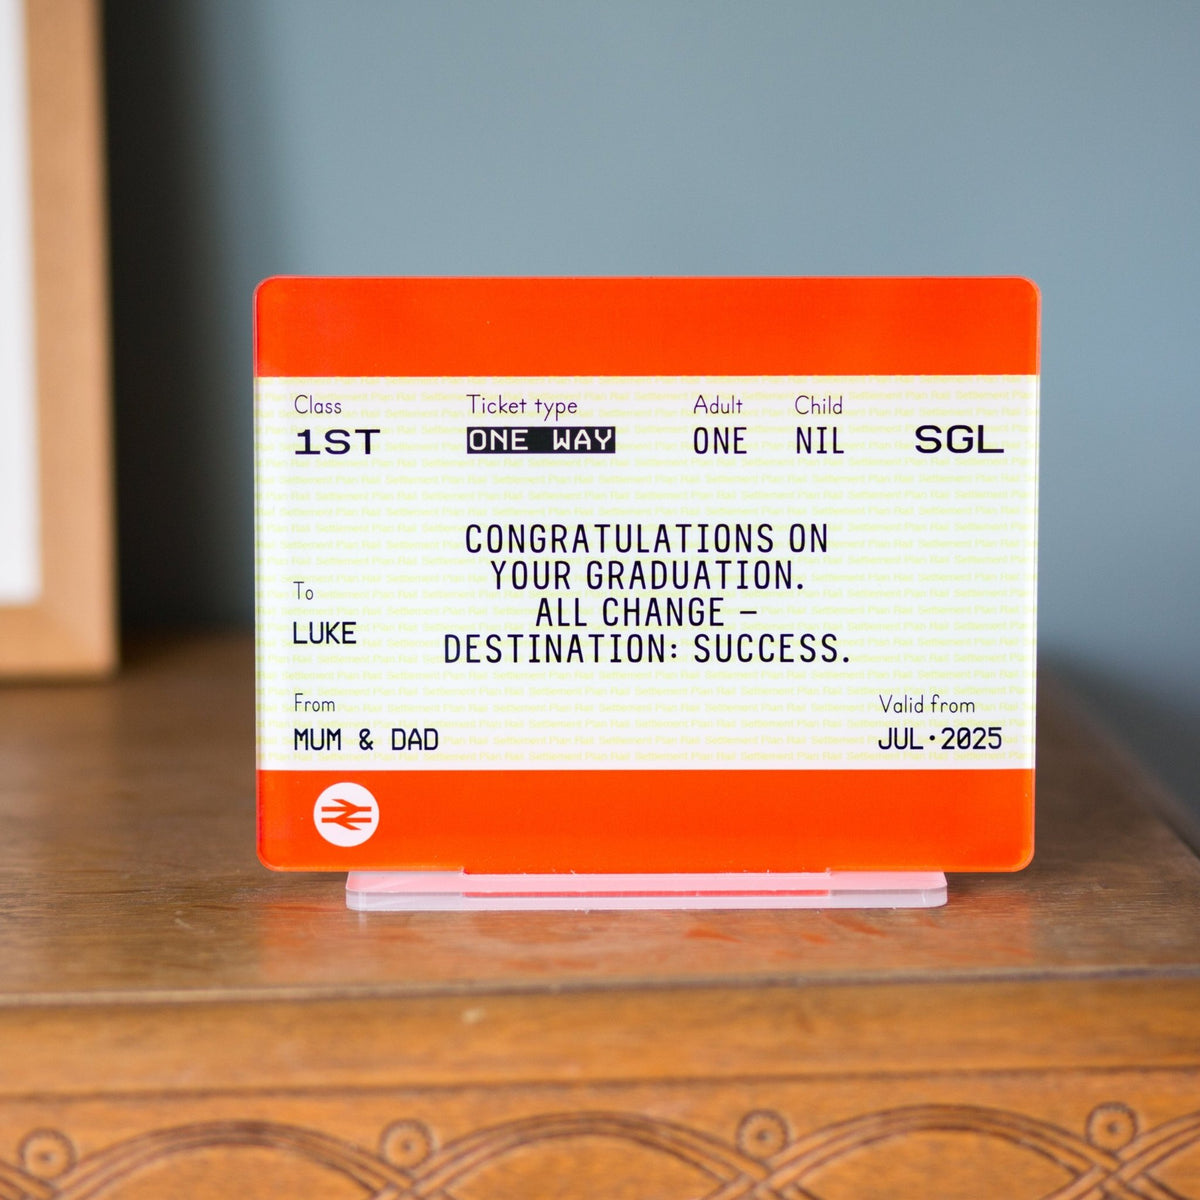 Class Ticket type Adult Child
1ST ONE WAY ONE NIL SGL
CONGRATULATIONS ON
YOUR GRADUATION.
ALL CHANGE –
DESTINATION: SUCCESS.
To
LUKE
From
MUM & DAD
Valid from
JUL·2025